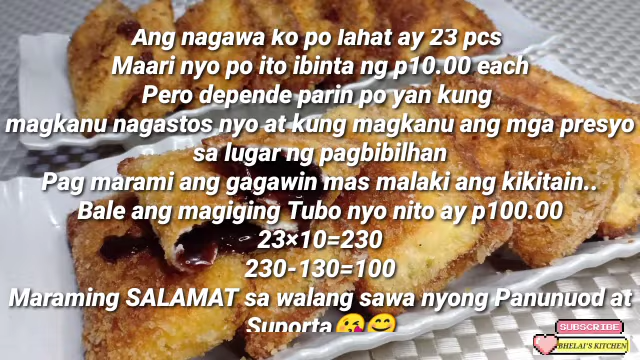 Ang nagawa ko po lahat ay 23 pcs
Maari nyo po ito ibinta ng p10.00 each
Pero depende parin po yan kung
magkanu nagastos nyo at kung magkanu ang mga presyo
sa lugar ng pagbibilhan
Pag marami ang gagawin mas malaki ang kikitain..
Bale ang magiging Tubo nyo nito ay p100.00
23×10=230
230-130=100
Maraming SALAMAT sa walang sawa nyong Panunuod at
Suporta😘😊
SUBSCRIBE
BHELAI'S KITCHEN